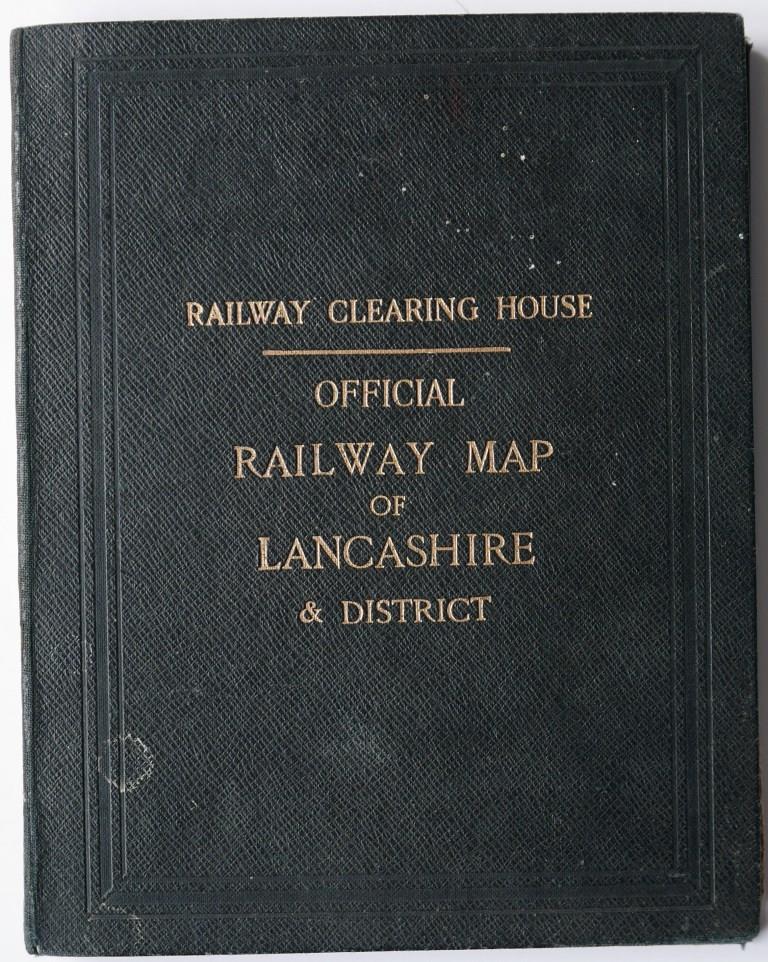 RAILWAY CLEARING HOUSE
OFFICIAL
RAILWAY MAP
OF
LANCASHIRE
& DISTRICT